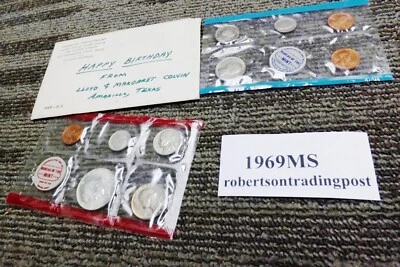 HAPPY BIRTHDAY
FROM
LLOYD & MARGARET COLVIN
AMARILLO, TEXAS
1969MS
robertsontradingpost